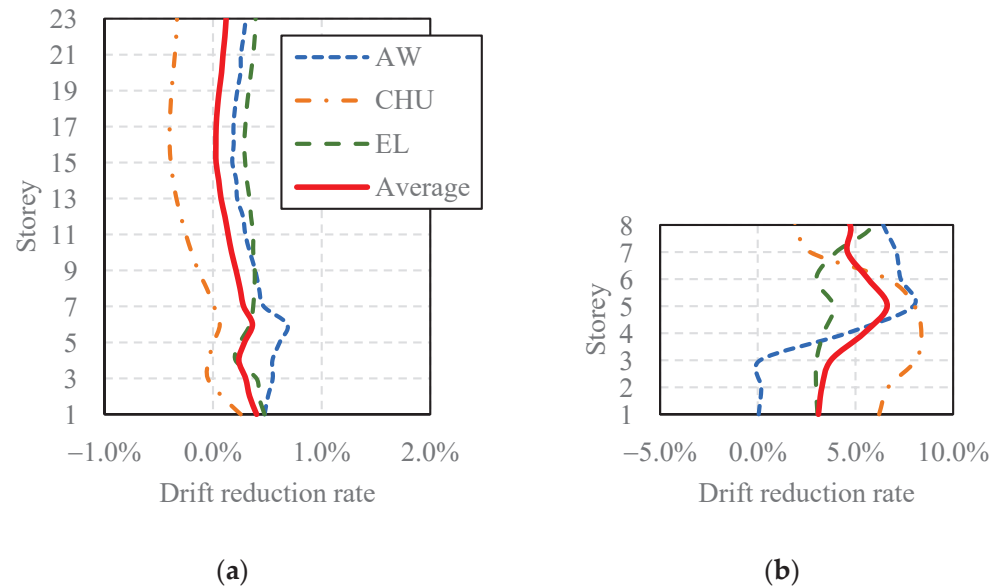 23
21
19
17
15
13
11
9
7
5
3
1
Storey
−1.0% 0.0% 1.0% 2.0%
Drift reduction rate
AW
CHU
EL
Average
(a)
8
7
6
5
4
3
2
1
Storey
−5.0% 0.0% 5.0% 10.0%
Drift reduction rate
(b)